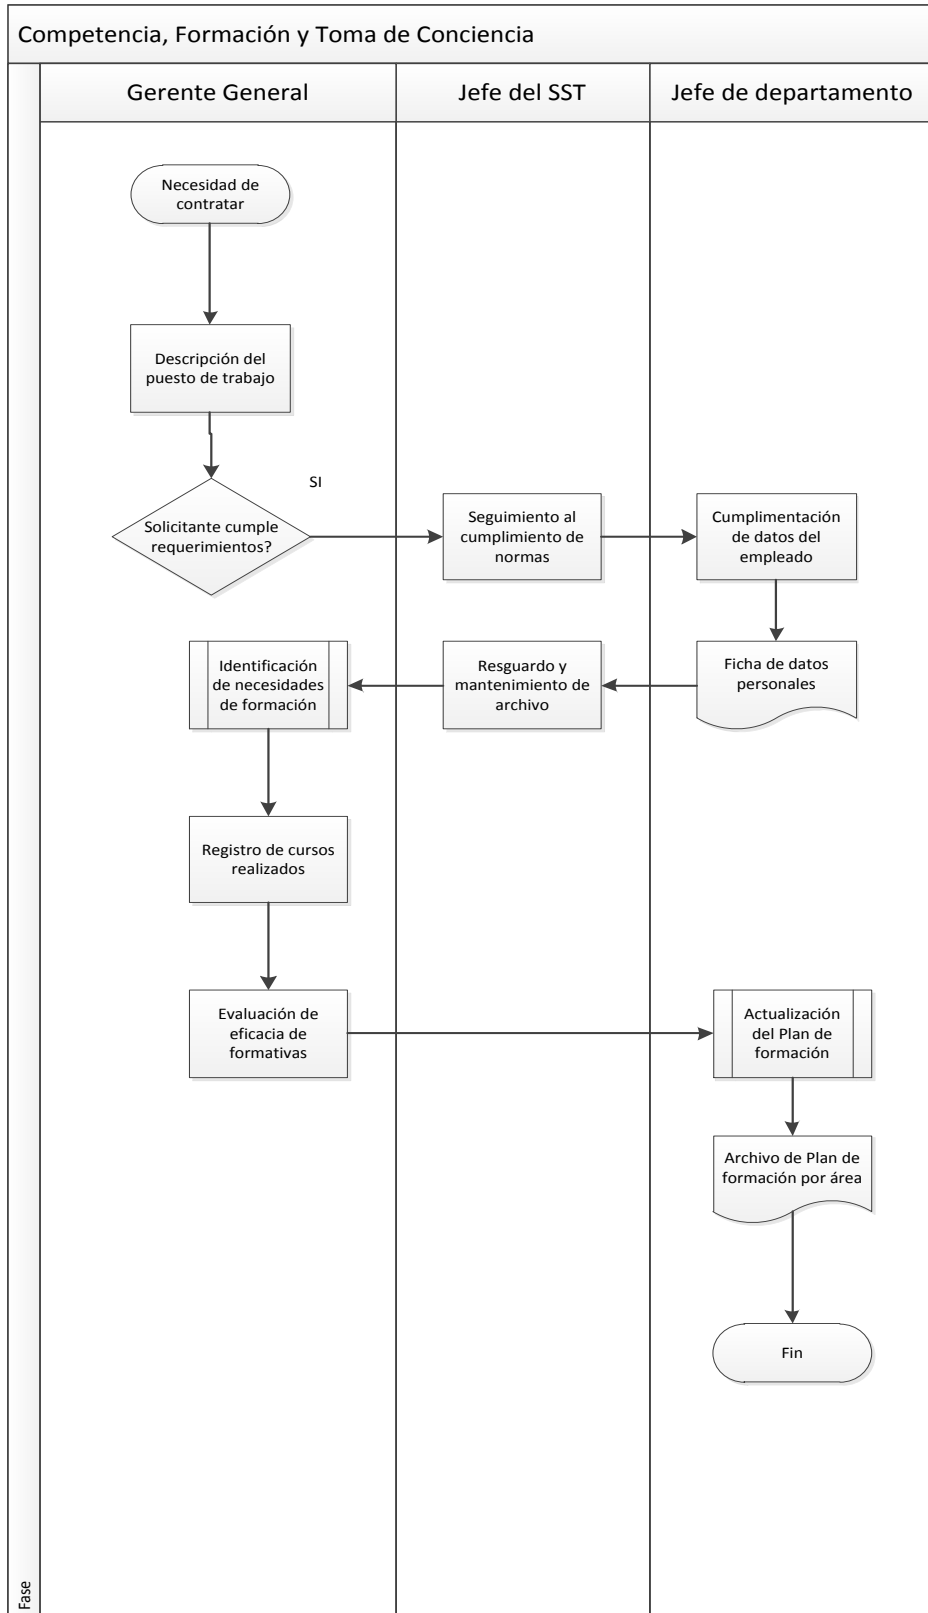 Competencia, Formación y Toma de Conciencia
Gerente General
Jefe del SST
Jefe de departamento
Necesidad de
contratar
Descripción del
puesto de trabajo
SI
Solicitante cumple
requerimientos?
Seguimiento al
cumplimiento de
normas
Cumplimentación
de datos del
empleado
Identificación
de necesidades
de formación
Resguardo y
mantenimiento de
archivo
Ficha de datos
personales
Registro de cursos
realizados
Evaluación de
eficacia de
formativas
Actualización
del Plan de
formación
Archivo de Plan de
formación por área
Fin
Fase